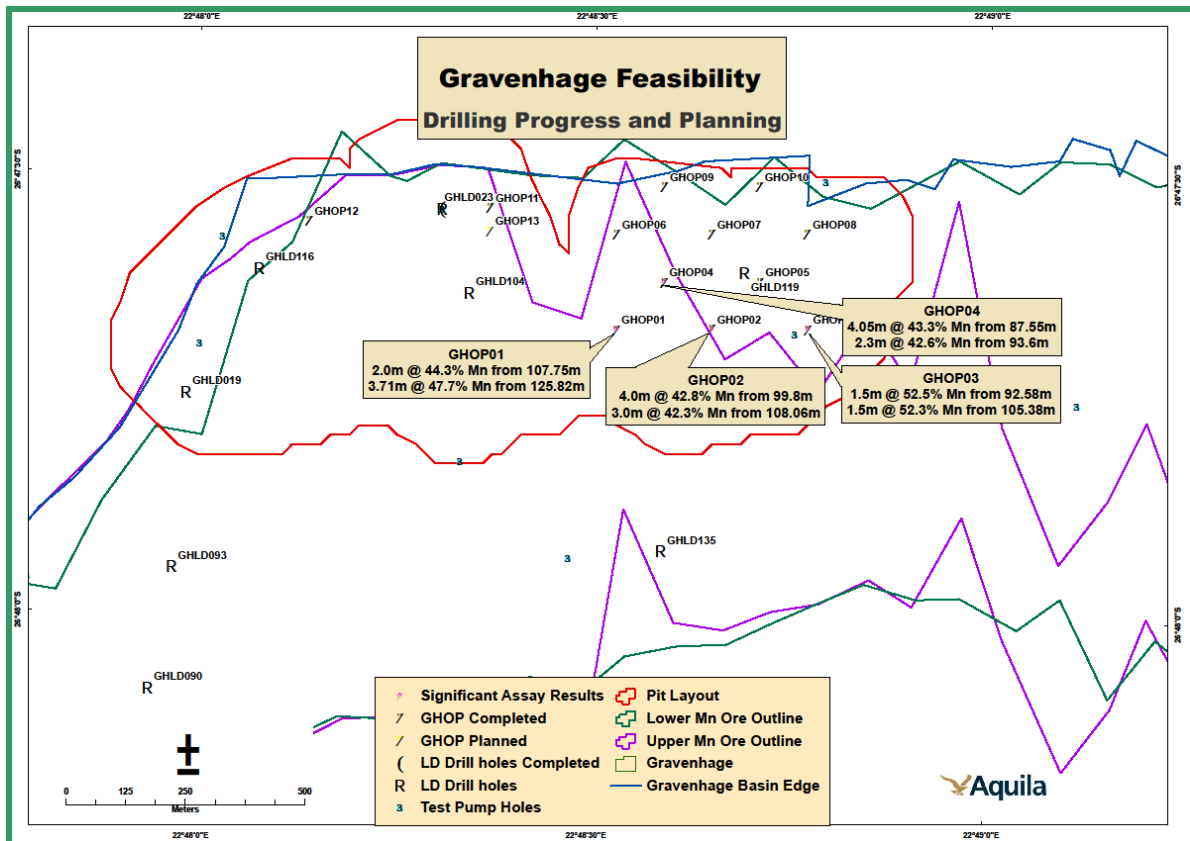 22°48'0"E
22°48'30"E
22°49'0"E
Gravenhage Feasibility
Drilling Progress and Planning
26°47'30"S
26°47'30"S
GHOP09
GHOP10
3
GHLD023
GHOP11
GHOP12
GHOP13
GHOP06
GHOP07
GHOP08
3
GHLD116
R
GHOP04
R
GHOP05
GHLD119
GHLD104
R
GHOP01
GHOP02
3
3
GHOP04
4.05m @ 43.3% Mn from 87.55m
2.3m @ 42.6% Mn from 93.6m
GHOP01
2.0m @ 44.3% Mn from 107.75m
3.71m @ 47.7% Mn from 125.82m
GHOP02
4.0m @ 42.8% Mn from 99.8m
3.0m @ 42.3% Mn from 108.06m
GHOP03
1.5m @ 52.5% Mn from 92.58m
1.5m @ 52.3% Mn from 105.38m
GHLD019
R
3
3
GHLD093
R
3
GHLD135
R
26°48'0"S
26°48'0"S
GHLD090
R
Significant Assay Results
GHOP Completed
GHOP Planned
( LD Drill holes Completed
R LD Drill holes
3 Test Pump Holes
Pit Layout
Lower Mn Ore Outline
Upper Mn Ore Outline
Gravenhage
Gravenhage Basin Edge
0 125 250 500
Meters
Aquila
22°48'0"E
22°48'30"E
22°49'0"E